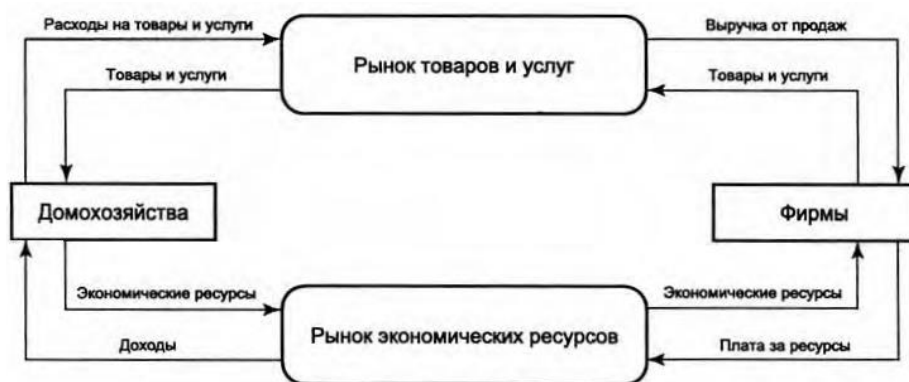 Расходы на товары и услуги
Выручка от продаж
Рынок товаров и услуг
Товары и услуги
Товары и услуги
Домохозяйства
Фирмы
Экономические ресурсы
Экономические ресурсы
Рынок экономических ресурсов
Доходы
Плата за ресурсы